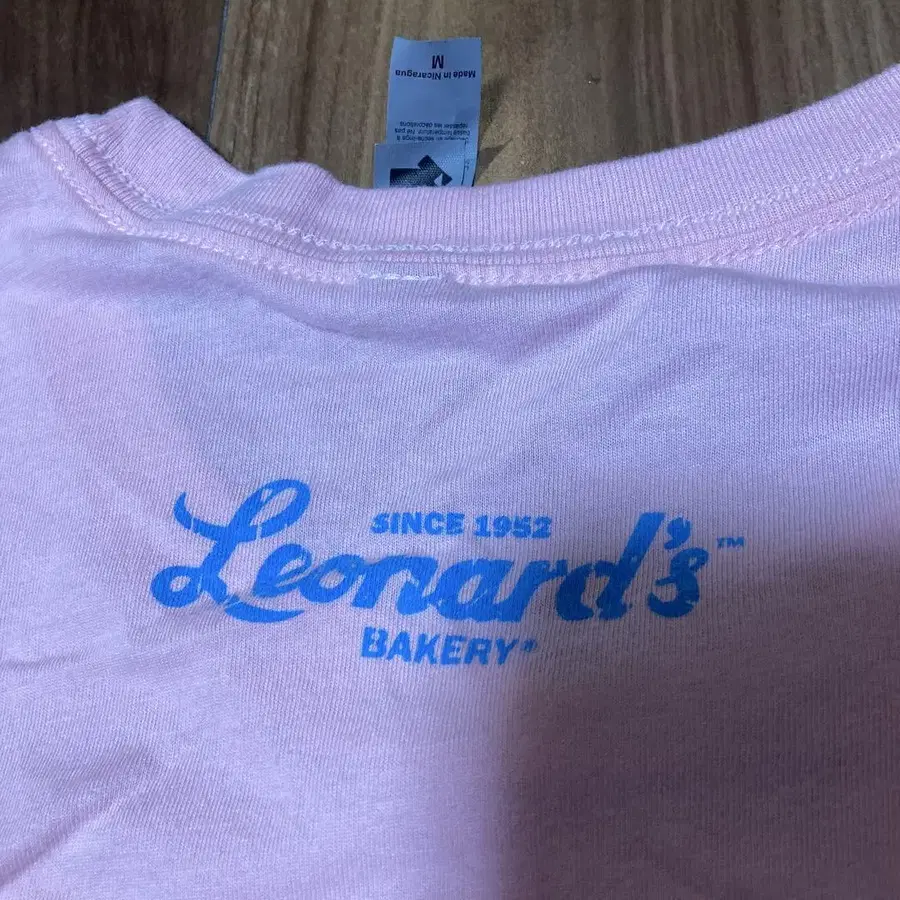 Made in Nicaragua
M
SINCE 1952
Leonard's™
BAKERY®